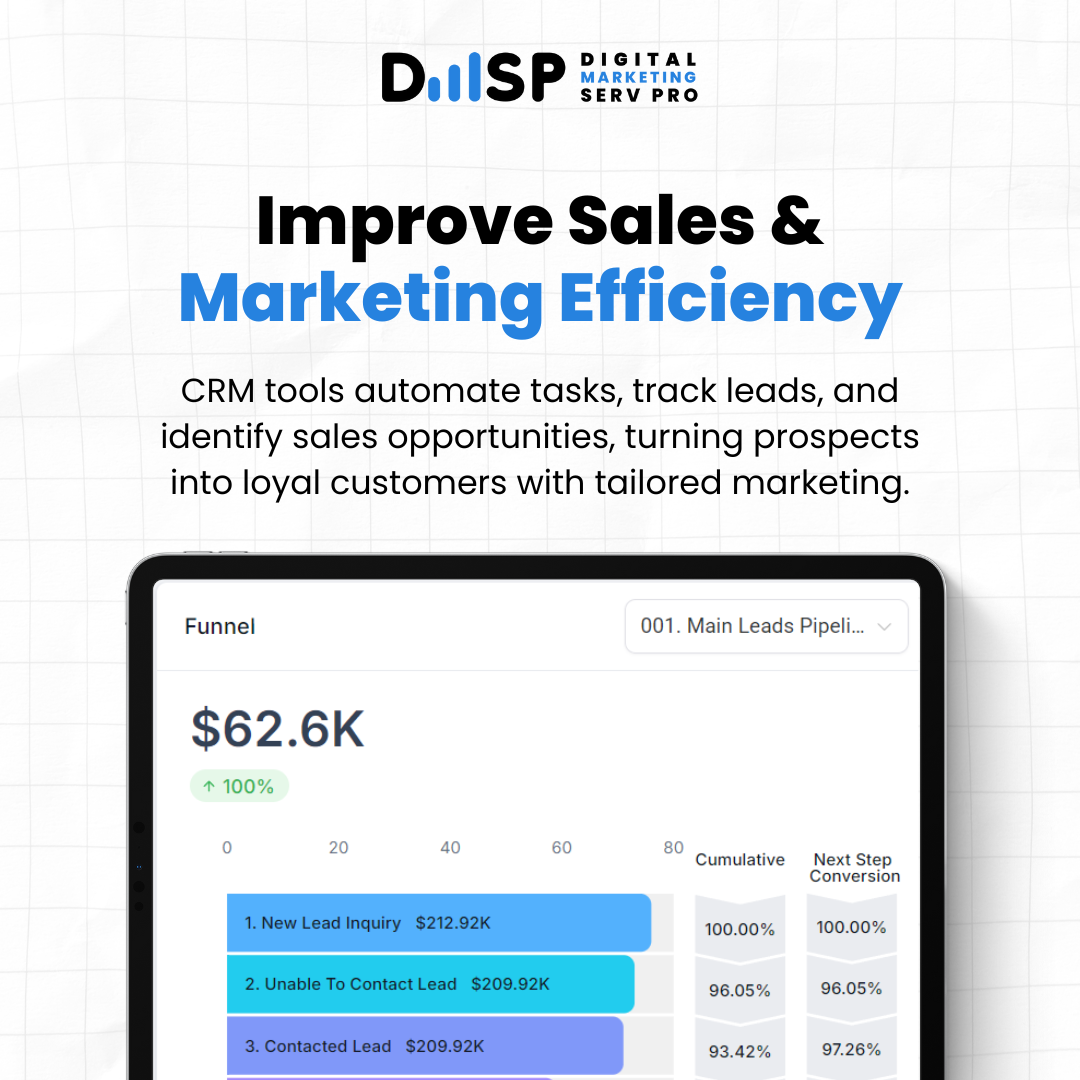 DMSP
DIGITAL
MARKETING
SERV PRO
Improve Sales &
Marketing Efficiency
CRM tools automate tasks, track leads, and
identify sales opportunities, turning prospects
into loyal customers with tailored marketing.
Funnel
001. Main Leads Pipeli...
$62.6K
↑ 100%
0 20 40 60 80
Cumulative
Next Step
Conversion
1. New Lead Inquiry $212.92K 100.00% 100.00%
2. Unable To Contact Lead $209.92K 96.05% 96.05%
3. Contacted Lead $209.92K 93.42% 97.26%